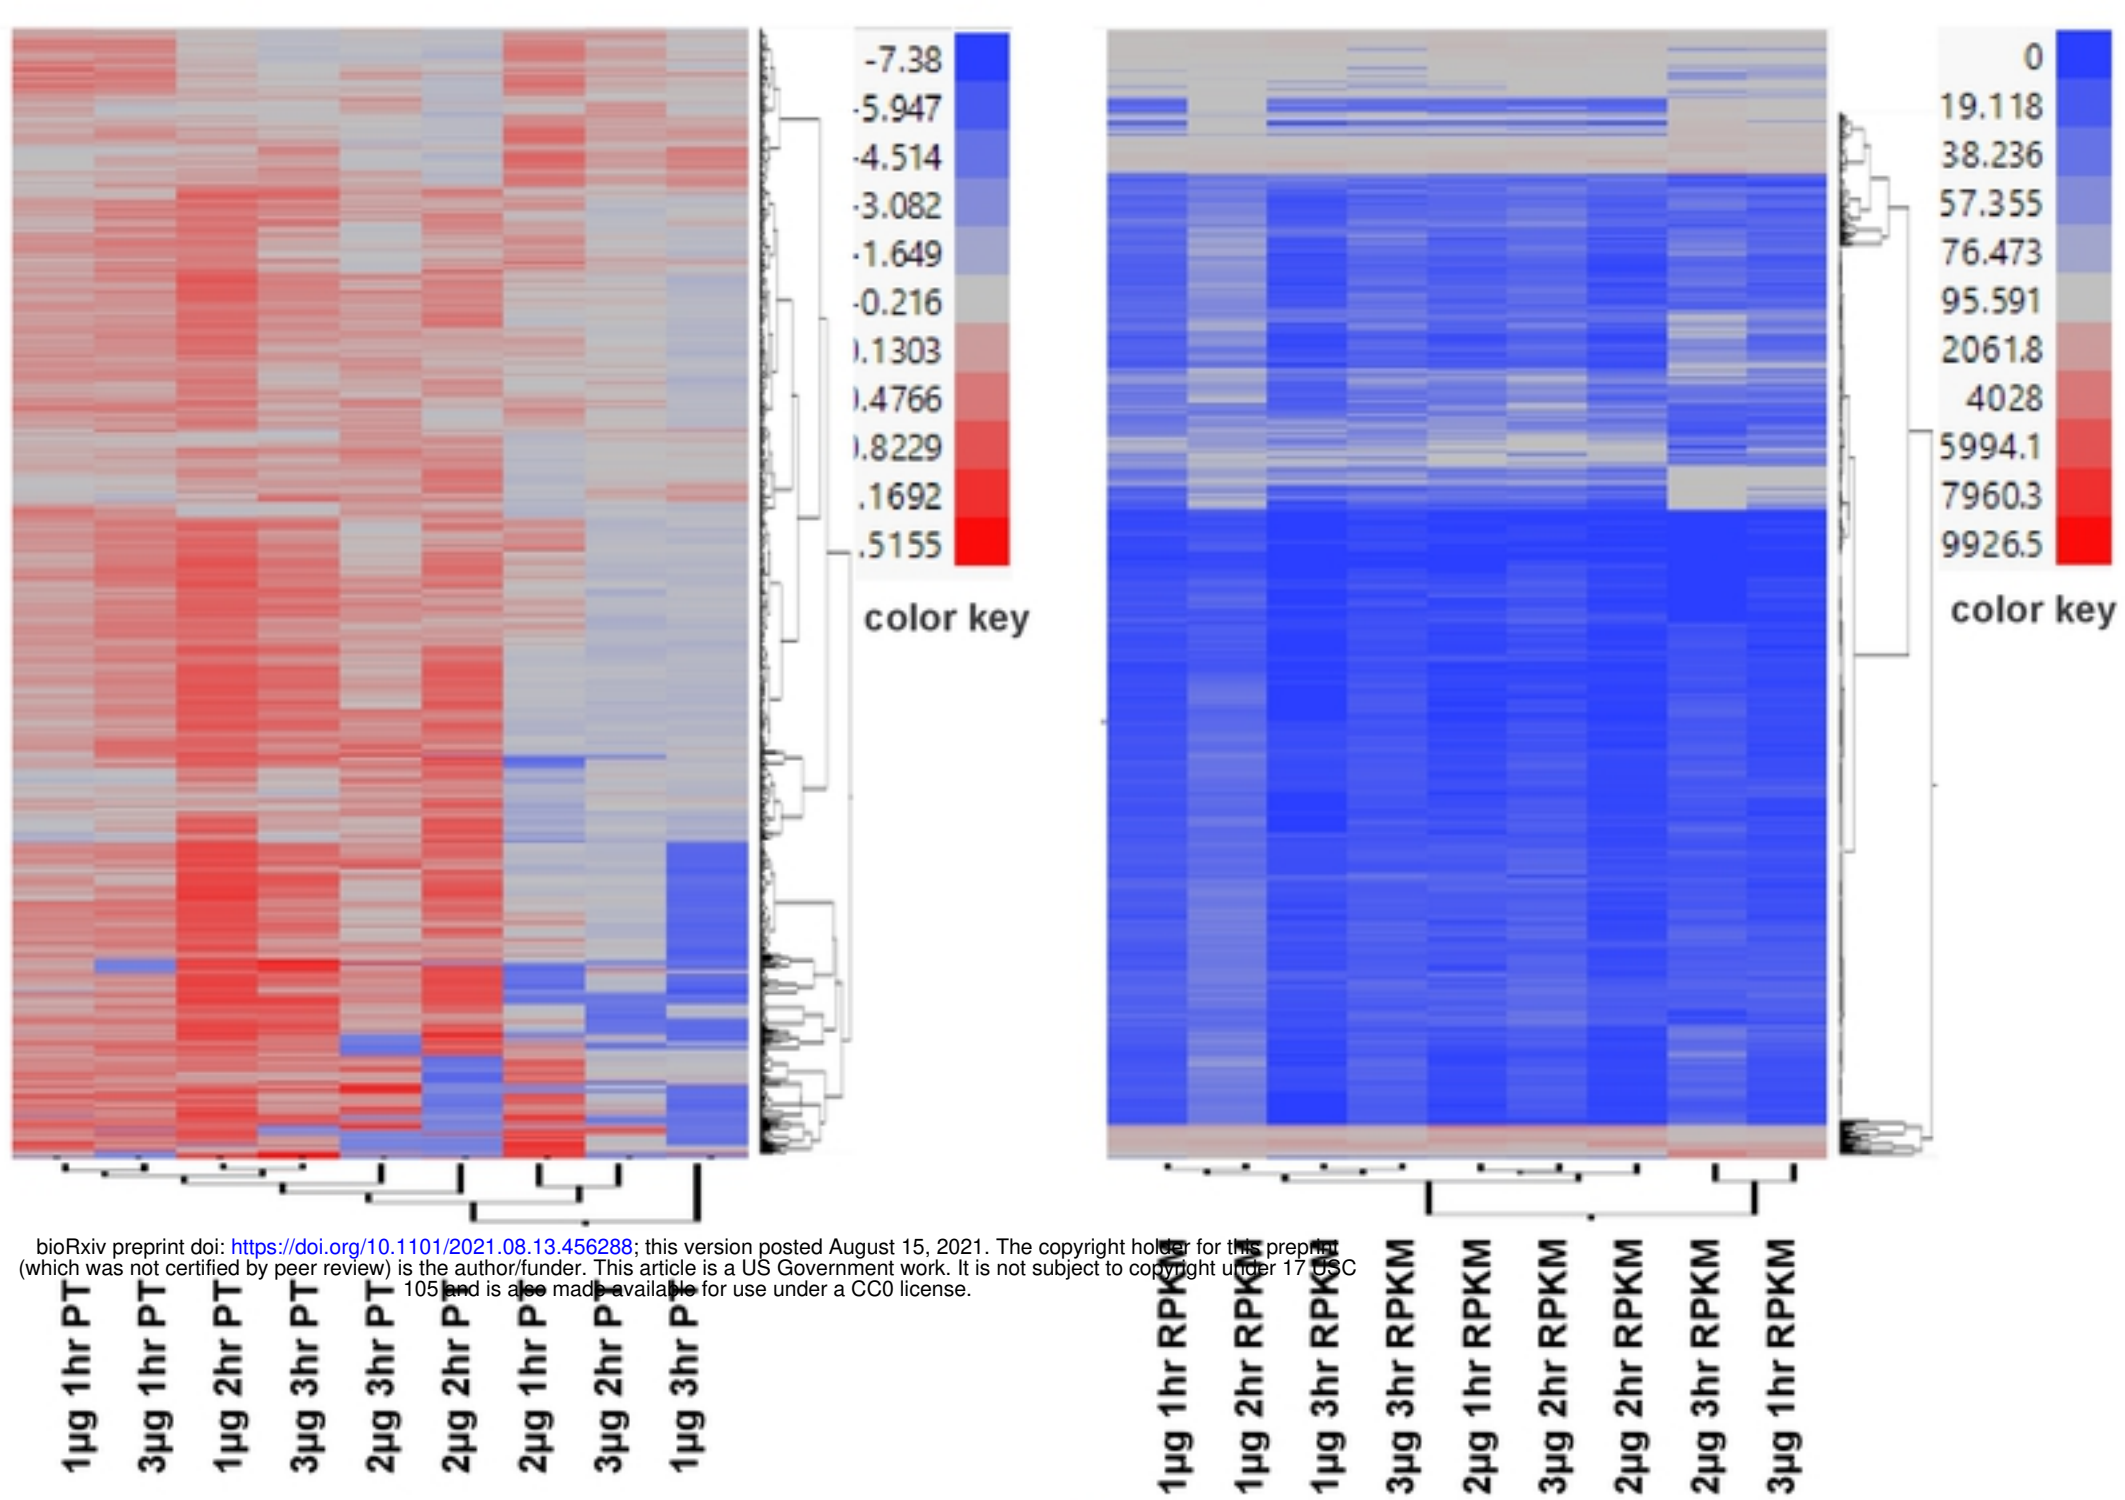 -7.38
-5.947
-4.514
-3.082
-1.649
-0.216
).1303
).4766
).8229
.1692
.5155
color key
0
19.118
38.236
57.355
76.473
95.591
2061.8
4028
5994.1
7960.3
9926.5
color key
bioRxiv preprint doi: https://doi.org/10.1101/2021.08.13.456288; this version posted August 15, 2021. The copyright holder for this preprint
(which was not certified by peer review) is the author/funder. This article is a US Government work. It is not subject to copyright under 17 USC
105 and is also made available for use under a CC0 license.
1µg 1hr PT
3µg 1hr PT
1µg 2hr PT
3µg 3hr PT
2µg 3hr PT
2µg 2hr PT
2µg 1hr PT
3µg 2hr PT
1µg 3hr PT
1µg 1hr RPKM
1µg 2hr RPKM
1µg 3hr RPKM
3µg 3hr RPKM
2µg 1hr RPKM
3µg 2hr RPKM
2µg 2hr RPKM
2µg 3hr RPKM
3µg 1hr RPKM